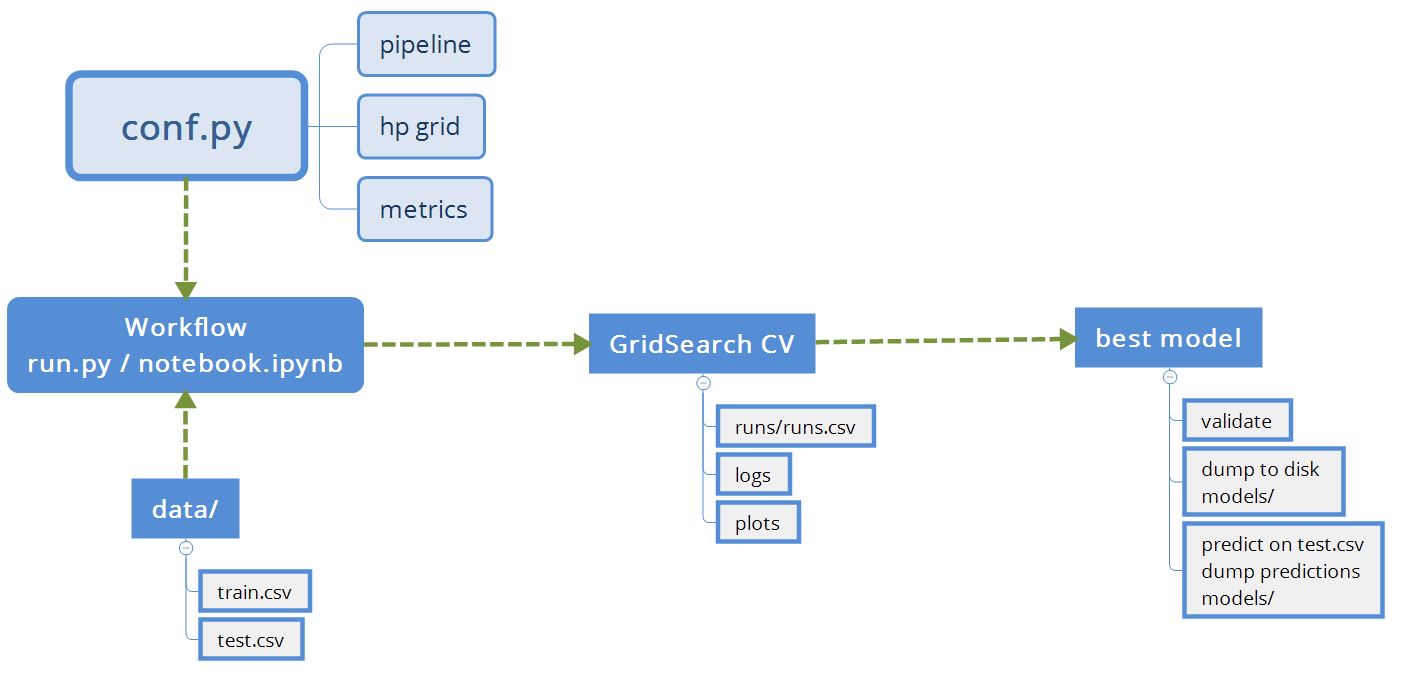 pipeline
conf.py
hp grid
metrics
Workflow
run.py / notebook.ipynb
GridSearch CV
best model
runs/runs.csv
logs
plots
validate
dump to disk
models/
predict on test.csv
dump predictions
models/
data/
train.csv
test.csv